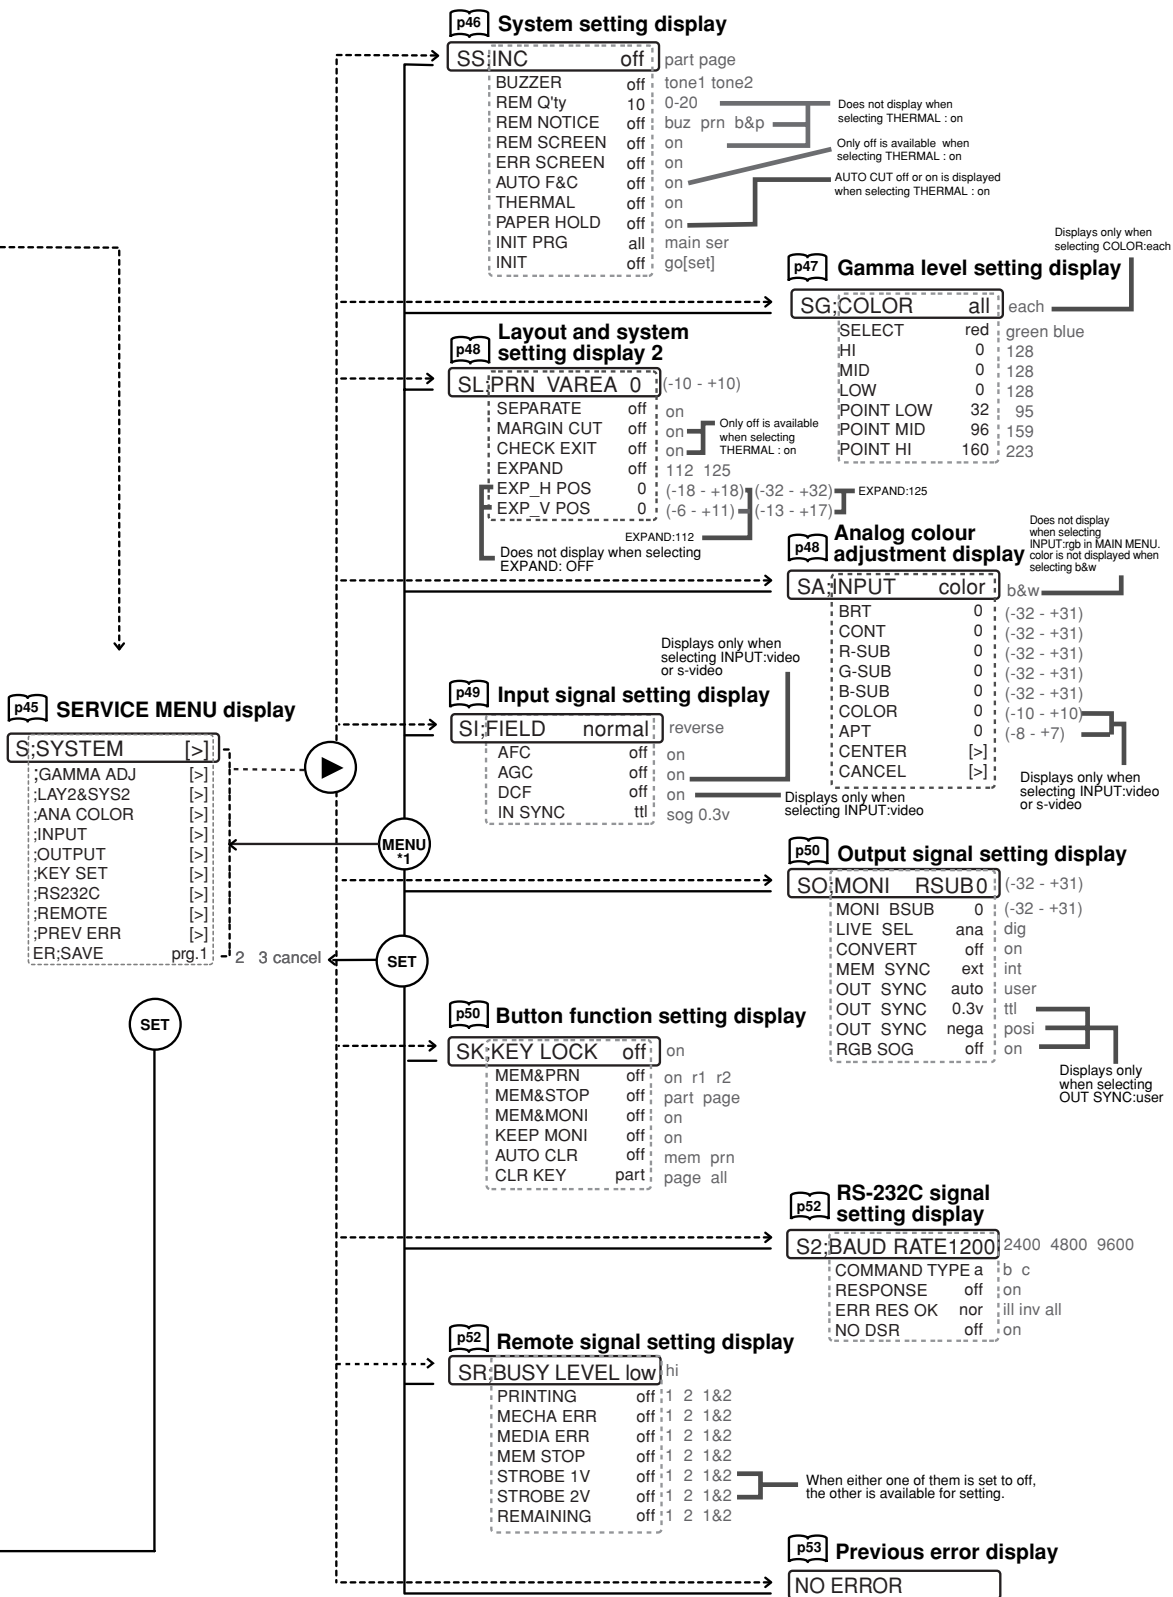 p46 System setting display
SS;INC off part page
BUZZER off tone1 tone2
REM Q'ty 10 0-20
REM NOTICE off buz prn b&p
REM SCREEN off on
ERR SCREEN off on
AUTO F&C off on
THERMAL off on
PAPER HOLD off on
INIT PRG all main ser
INIT off go[set]
Does not display when
selecting THERMAL : on
Only off is available when
selecting THERMAL : on
AUTO CUT off or on is displayed
when selecting THERMAL : on
Displays only when
selecting COLOR:each
p47 Gamma level setting display
SG;COLOR all each
SELECT red green blue
HI 0 128
MID 0 128
LOW 0 128
POINT LOW 32 95
POINT MID 96 159
POINT HI 160 223
p48 Layout and system
setting display 2
SL;PRN VAREA 0 (-10 - +10)
SEPARATE off on
MARGIN CUT off on
CHECK EXIT off on
EXPAND off 112 125
EXP_H POS 0 (-18 - +18) (-32 - +32)
EXP_V POS 0 (-6 - +11) (-13 - +17)
Only off is available
when selecting
THERMAL : on
EXPAND:125
EXPAND:112
Does not display when selecting
EXPAND: OFF
p48 Analog colour
adjustment display
Does not display
when selecting
INPUT:rgb in MAIN MENU.
color is not displayed when
selecting b&w
SA;INPUT color b&w
BRT 0 (-32 - +31)
CONT 0 (-32 - +31)
R-SUB 0 (-32 - +31)
G-SUB 0 (-32 - +31)
B-SUB 0 (-32 - +31)
COLOR 0 (-10 - +10)
APT 0 (-8 - +7)
CENTER [>]
CANCEL [>]
Displays only when
selecting INPUT:video
or s-video
Displays only when
selecting INPUT:video
or s-video
p49 Input signal setting display
SI;FIELD normal reverse
AFC off on
AGC off on
DCF off on
IN SYNC ttl sog 0.3v
Displays only when
selecting INPUT:video
p45 SERVICE MENU display
S;SYSTEM [>]
;GAMMA ADJ [>]
;LAY2&SYS2 [>]
;ANA COLOR [>]
;INPUT [>]
;OUTPUT [>]
;KEY SET [>]
;RS232C [>]
;REMOTE [>]
;PREV ERR [>]
ER;SAVE prg.1 2 3 cancel
MENU
*1
SET
SET
p50 Output signal setting display
SO;MONI RSUB0 (-32 - +31)
MONI BSUB 0 (-32 - +31)
LIVE SEL ana dig
CONVERT off on
MEM SYNC ext int
OUT SYNC auto user
OUT SYNC 0.3v ttl
OUT SYNC nega posi
RGB SOG off on
Displays only
when selecting
OUT SYNC:user
p50 Button function setting display
SK;KEY LOCK off on
MEM&PRN off on r1 r2
MEM&STOP off part page
MEM&MONI off on
KEEP MONI off on
AUTO CLR off mem prn
CLR KEY part page all
p52 RS-232C signal
setting display
S2;BAUD RATE1200 2400 4800 9600
COMMAND TYPE a b c
RESPONSE off on
ERR RES OK nor ill inv all
NO DSR off on
p52 Remote signal setting display
SR;BUSY LEVEL low hi
PRINTING off 1 2 1&2
MECHA ERR off 1 2 1&2
MEDIA ERR off 1 2 1&2
MEM STOP off 1 2 1&2
STROBE 1V off 1 2 1&2
STROBE 2V off 1 2 1&2
REMAINING off 1 2 1&2
When either one of them is set to off,
the other is available for setting.
p53 Previous error display
NO ERROR